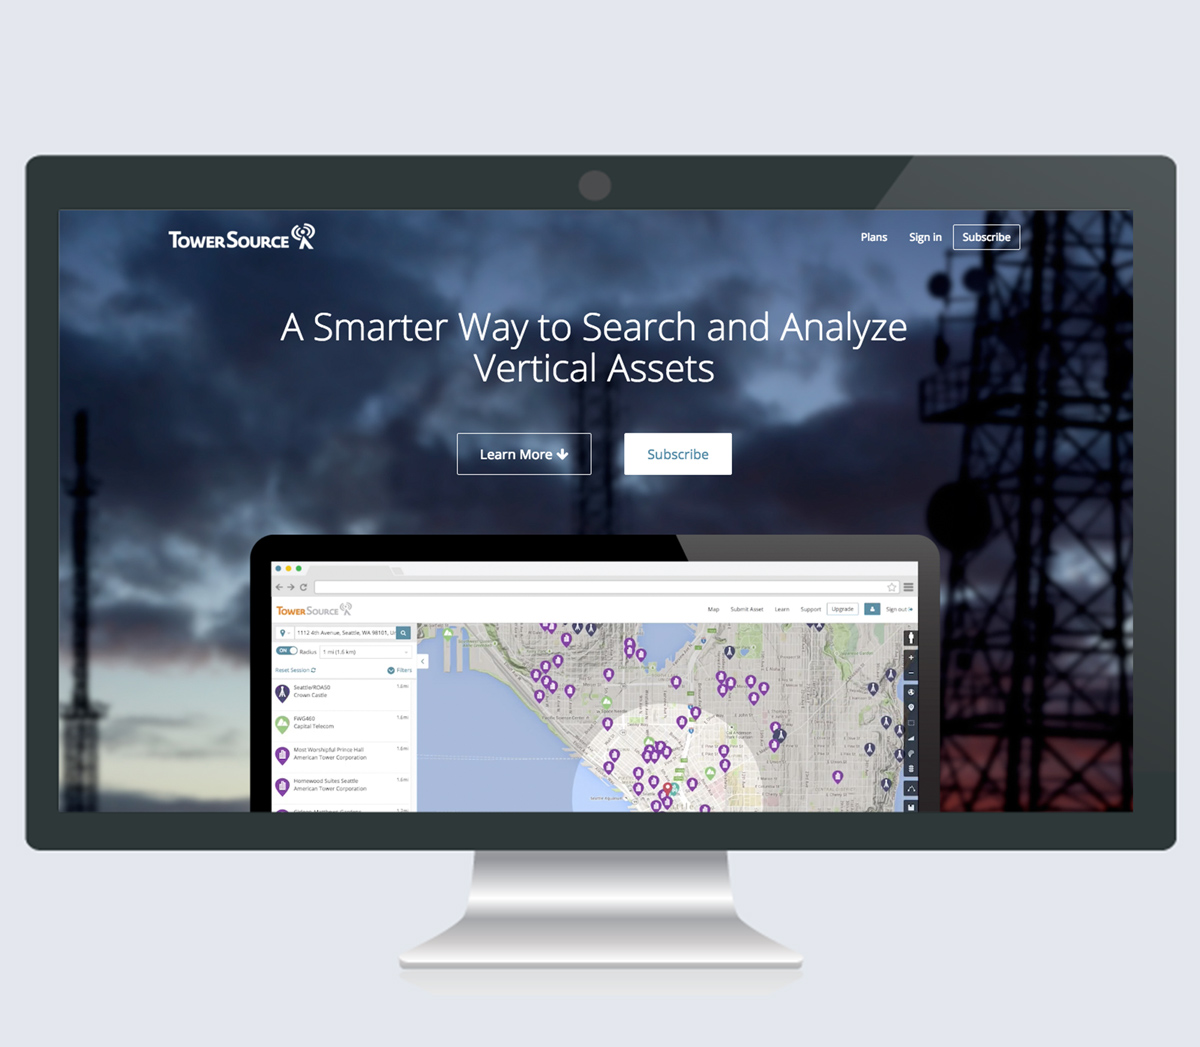 TowerSource
Plans
Sign in
Subscribe
A Smarter Way to Search and Analyze
Vertical Assets
Learn More
Subscribe
TowerSource
Map
Submit Asset
Learn
Support
Upgrade
Sign out
1112 4th Avenue, Seattle, WA 98101,
ON
Radius
1 mi (1.6 km)
Reset Session
Filters
SeattleRDA30
1.6mi
Crown Castle
FWG460
1.6mi
Capital Telecom
Most Worshipful Prince Hall
1.6mi
American Tower Corporation
Homewood Suites Seattle
1.6mi
American Tower Corporation